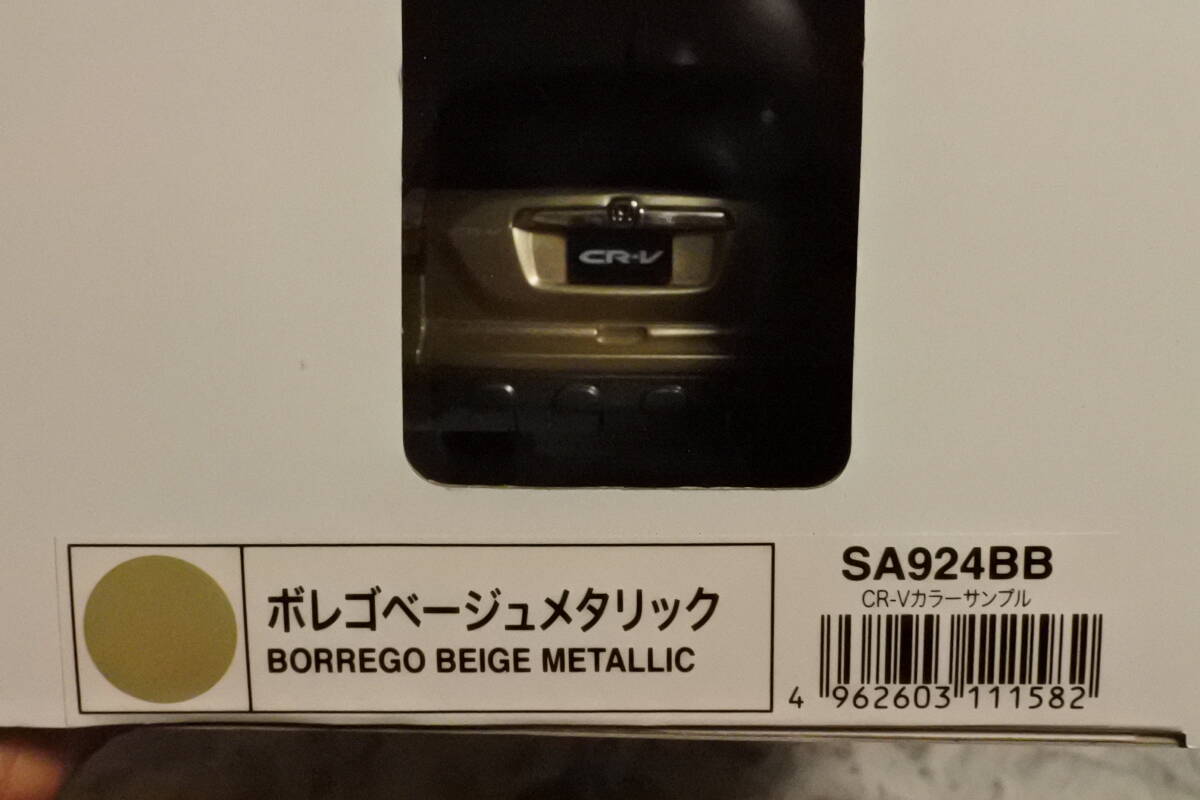 CR-V
ボレゴベージュメタリック
BORREGO BEIGE METALLIC
SA924BB
CR-Vカラーサンプル
4 962603 111582